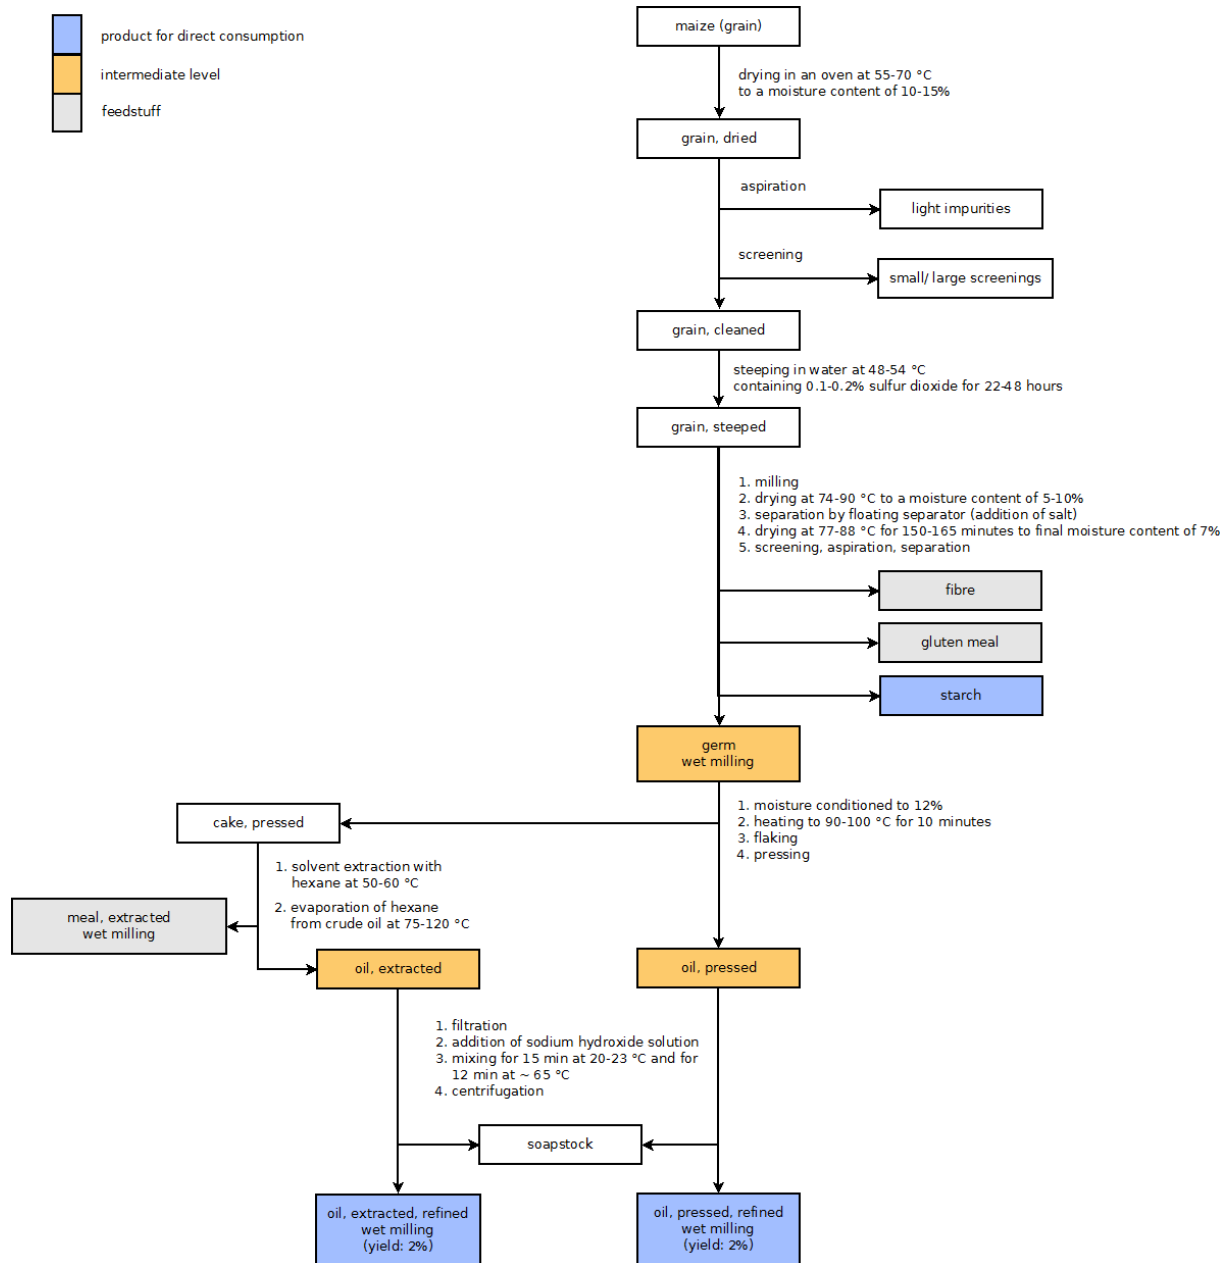 product for direct consumption
intermediate level
feedstuff
maize (grain)
drying in an oven at 55-70 °C
to a moisture content of 10-15%
grain, dried
aspiration
light impurities
screening
small/ large screenings
grain, cleaned
steeping in water at 48-54 °C
containing 0.1-0.2% sulfur dioxide for 22-48 hours
grain, steeped
1. milling
2. drying at 74-90 °C to a moisture content of 5-10%
3. separation by floating separator (addition of salt)
4. drying at 77-88 °C for 150-165 minutes to final moisture content of 7%
5. screening, aspiration, separation
fibre
gluten meal
starch
germ
wet milling
1. moisture conditioned to 12%
2. heating to 90-100 °C for 10 minutes
3. flaking
4. pressing
cake, pressed
1. solvent extraction with
hexane at 50-60 °C
2. evaporation of hexane
from crude oil at 75-120 °C
meal, extracted
wet milling
oil, extracted
oil, pressed
1. filtration
2. addition of sodium hydroxide solution
3. mixing for 15 min at 20-23 °C and for
12 min at ~ 65 °C
4. centrifugation
soapstock
oil, extracted, refined
wet milling
(yield: 2%)
oil, pressed, refined
wet milling
(yield: 2%)